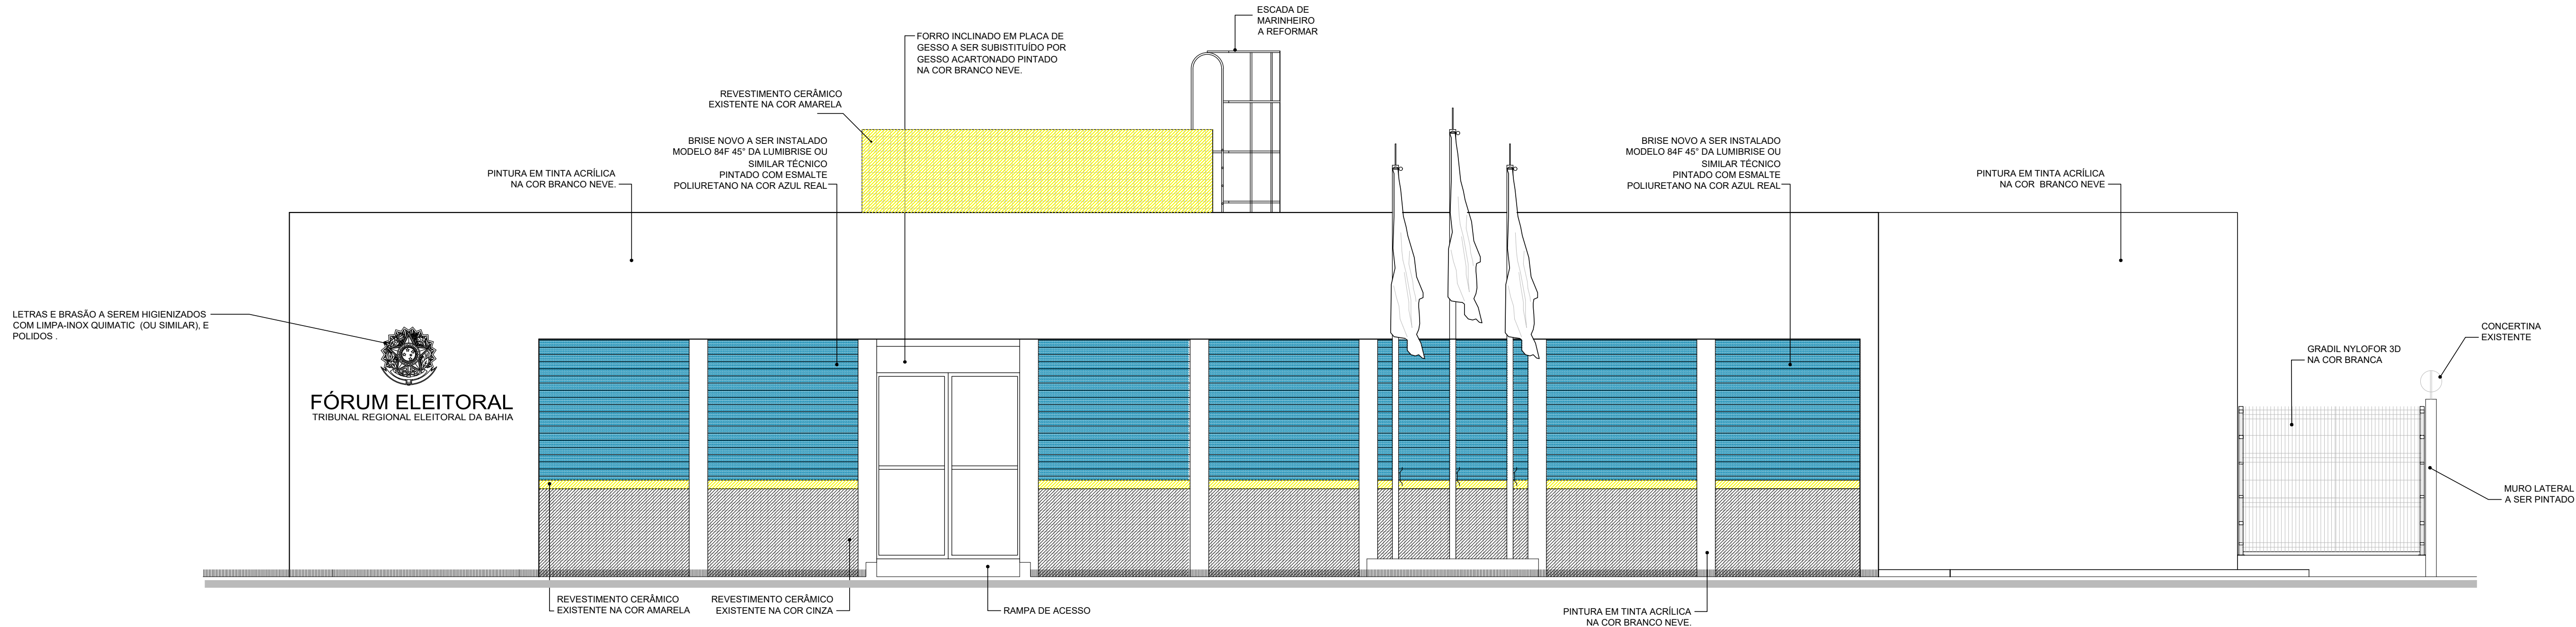 ESCADA DE
MARINHEIRO
A REFORMAR
FORRO INCLINADO EM PLACA DE
GESSO A SER SUBISTITUÍDO POR
GESSO ACARTONADO PINTADO
NA COR BRANCO NEVE.
REVESTIMENTO CERÂMICO
EXISTENTE NA COR AMARELA
BRISE NOVO A SER INSTALADO
MODELO 84F 45° DA LUMIBRISE OU
SIMILAR TÉCNICO
PINTADO COM ESMALTE
POLIURETANO NA COR AZUL REAL
BRISE NOVO A SER INSTALADO
MODELO 84F 45° DA LUMIBRISE OU
SIMILAR TÉCNICO
PINTADO COM ESMALTE
POLIURETANO NA COR AZUL REAL
PINTURA EM TINTA ACRÍLICA
NA COR BRANCO NEVE.
PINTURA EM TINTA ACRÍLICA
NA COR BRANCO NEVE
LETRAS E BRASÃO A SEREM HIGIENIZADOS
COM LIMPA-INOX QUIMATIC (OU SIMILAR), E
POLIDOS .
CONCERTINA
EXISTENTE
GRADIL NYLOFOR 3D
NA COR BRANCA
FÓRUM ELEITORAL
TRIBUNAL REGIONAL ELEITORAL DA BAHIA
MURO LATERAL
A SER PINTADO
REVESTIMENTO CERÂMICO
EXISTENTE NA COR AMARELA
REVESTIMENTO CERÂMICO
EXISTENTE NA COR CINZA
RAMPA DE ACESSO
PINTURA EM TINTA ACRÍLICA
NA COR BRANCO NEVE.